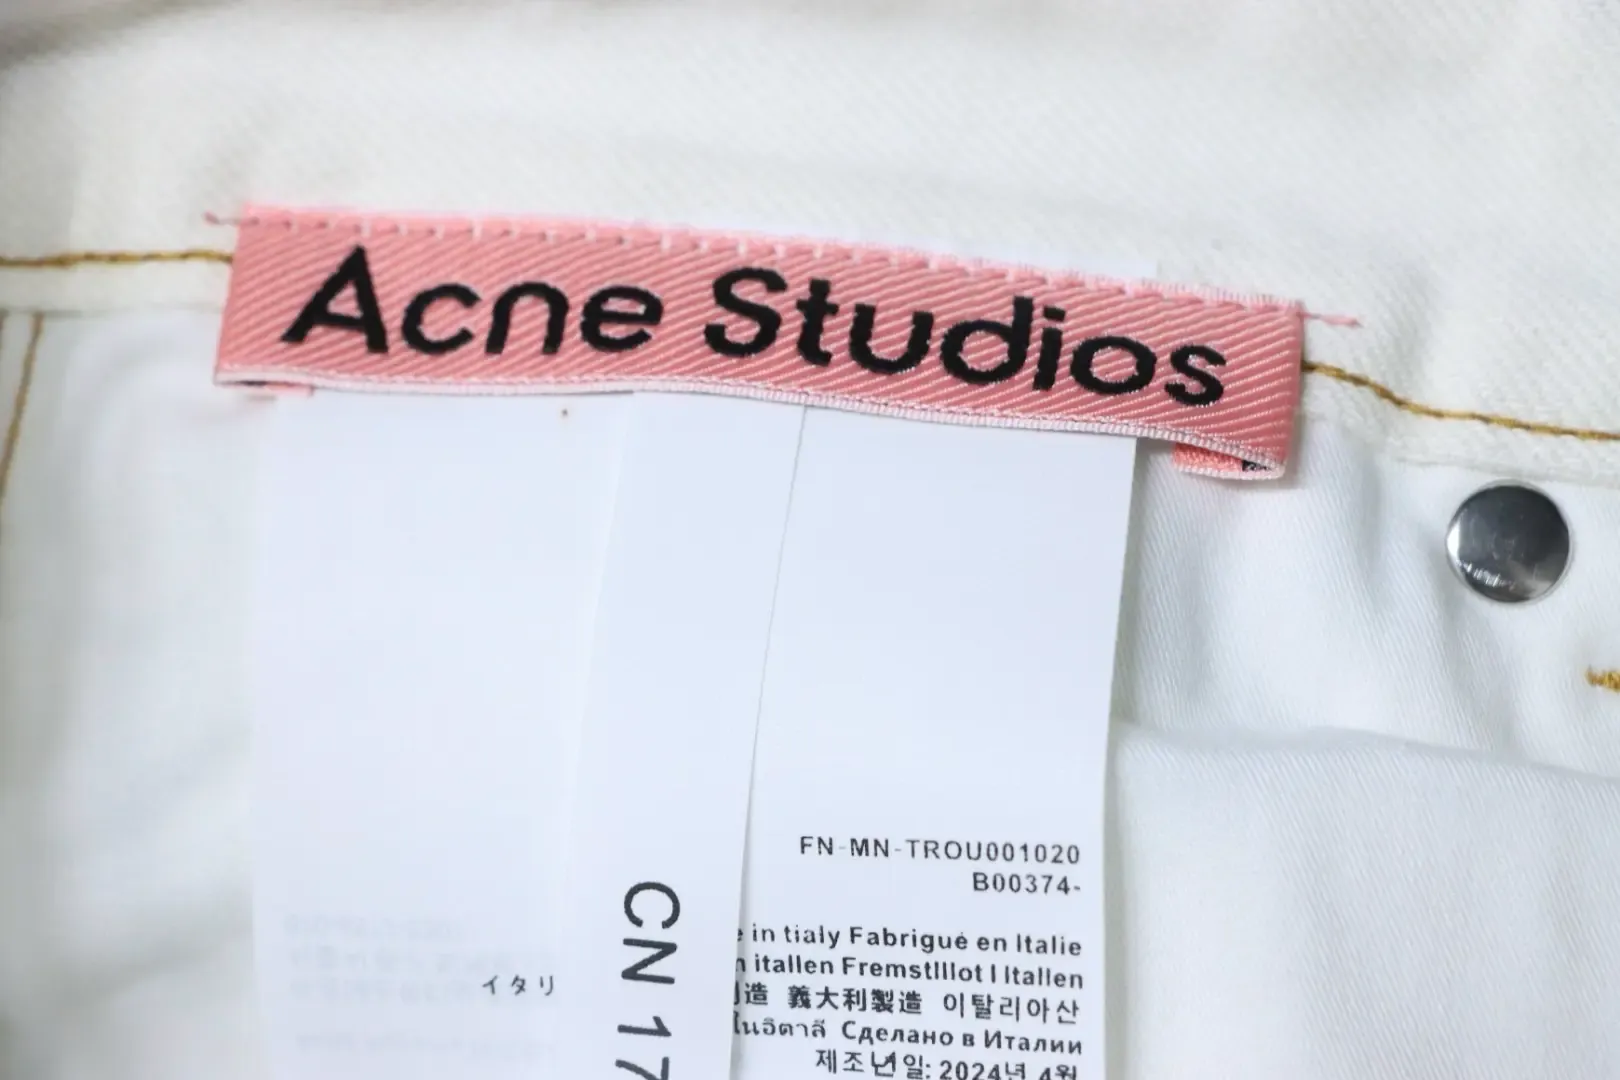 Acne Studios
FN-MN-TROU001020
B00374-
in tialy Fabrigué en Italie
itallen Fremstlllot l Itallen
造 義大利製造 이탈리아산
ในอิตาลี Сделано в Италии
제조년일: 2024년 4월
イタリ
CN 17